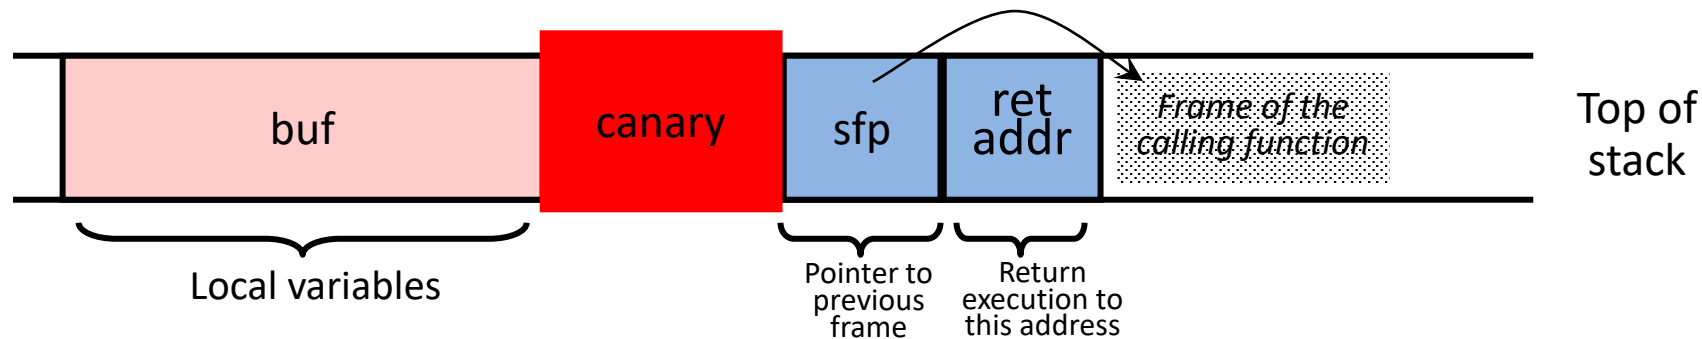 buf
canary
sfp
ret
addr
Frame of the
calling function
Top of
stack
Local variables
Pointer to
previous
frame
Return
execution to
this address